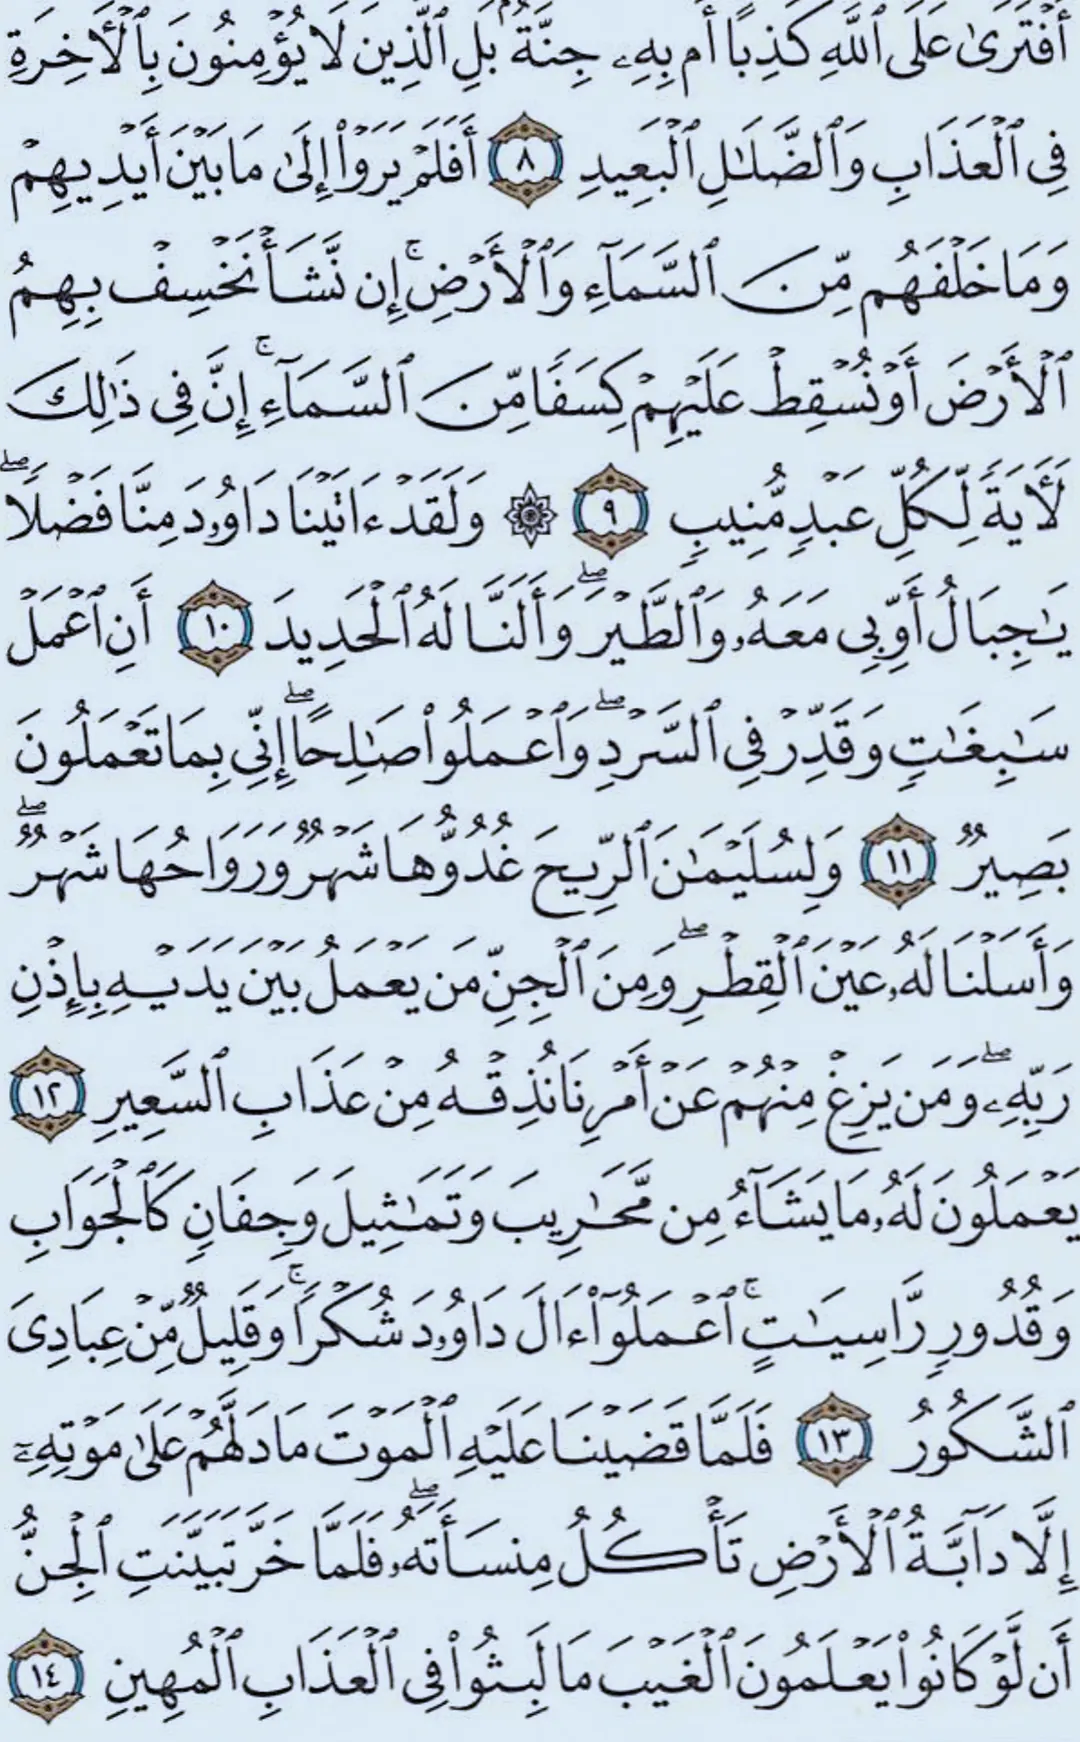 أَفْتَرَىٰ عَلَى ٱللَّهِ كَذِبًا أَم بِهِۦ جِنَّةٌۢ بَلِ ٱلَّذِينَ لَا يُؤْمِنُونَ بِٱلْأَخِرَةِ
فِى ٱلْعَذَابِ وَٱلضَّلَـٰلِ ٱلْبَعِيدِ ٨ أَفَلَمْ يَرَوْا۟ إِلَىٰ مَا بَيْنَ أَيْدِيهِمْ
وَمَا خَلْفَهُم مِّنَ ٱلسَّمَآءِ وَٱلْأَرْضِ ۚ إِن نَّشَأْ نَخْسِفْ بِهِمُ
ٱلْأَرْضَ أَوْ نُسْقِطْ عَلَيْهِمْ كِسَفًا مِّنَ ٱلسَّمَآءِ ۚ إِنَّ فِى ذَٰلِكَ
لَـَٔايَةً لِّكُلِّ عَبْدٍ مُّنِيبٍ ٩ ۞ وَلَقَدْ ءَاتَيْنَا دَاوُۥدَ مِنَّا فَضْلًا ۖ
يَـٰجِبَالُ أَوِّبِى مَعَهُۥ وَٱلطَّيْرَ ۖ وَأَلَنَّا لَهُ ٱلْحَدِيدَ ١٠ أَنِ ٱعْمَلْ
سَـٰبِغَـٰتٍ وَقَدِّرْ فِى ٱلسَّرْدِ ۖ وَٱعْمَلُوا۟ صَـٰلِحًا ۖ إِنِّى بِمَا تَعْمَلُونَ
بَصِيرٌ ١١ وَلِسُلَيْمَـٰنَ ٱلرِّيحَ غُدُوُّهَا شَهْرٌ وَرَوَاحُهَا شَهْرٌ ۖ
وَأَسَلْنَا لَهُۥ عَيْنَ ٱلْقِطْرِ ۖ وَمِنَ ٱلْجِنِّ مَن يَعْمَلُ بَيْنَ يَدَيْهِ بِإِذْنِ
رَبِّهِۦ ۖ وَمَن يَزِغْ مِنْهُمْ عَنْ أَمْرِنَا نُذِقْهُ مِنْ عَذَابِ ٱلسَّعِيرِ ١٢
يَعْمَلُونَ لَهُۥ مَا يَشَآءُ مِن مَّحَـٰرِيبَ وَتَمَـٰثِيلَ وَجِفَانٍ كَٱلْجَوَابِ
وَقُدُورٍ رَّاسِيَـٰتٍ ۚ ٱعْمَلُوٓا۟ ءَالَ دَاوُۥدَ شُكْرًا ۚ وَقَلِيلٌ مِّنْ عِبَادِىَ
ٱلشَّكُورُ ١٣ فَلَمَّا قَضَيْنَا عَلَيْهِ ٱلْمَوْتَ مَا دَلَّهُمْ عَلَىٰ مَوْتِهِۦٓ
إِلَّا دَآبَّةُ ٱلْأَرْضِ تَأْكُلُ مِنسَأَتَهُۥ ۖ فَلَمَّا خَرَّ تَبَيَّنَتِ ٱلْجِنُّ
أَن لَّوْ كَانُوا۟ يَعْلَمُونَ ٱلْغَيْبَ مَا لَبِثُوا۟ فِى ٱلْعَذَابِ ٱلْمُهِينِ ١٤